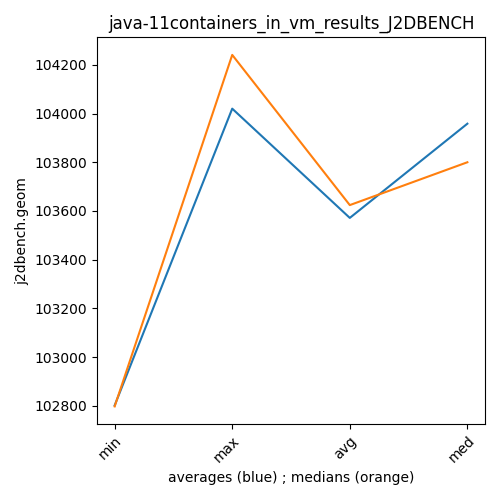 java-11containers_in_vm_results_J2DBENCH
j2dbench.geom
104200
104000
103800
103600
103400
103200
103000
102800
min
max
avg
med
averages (blue) ; medians (orange)